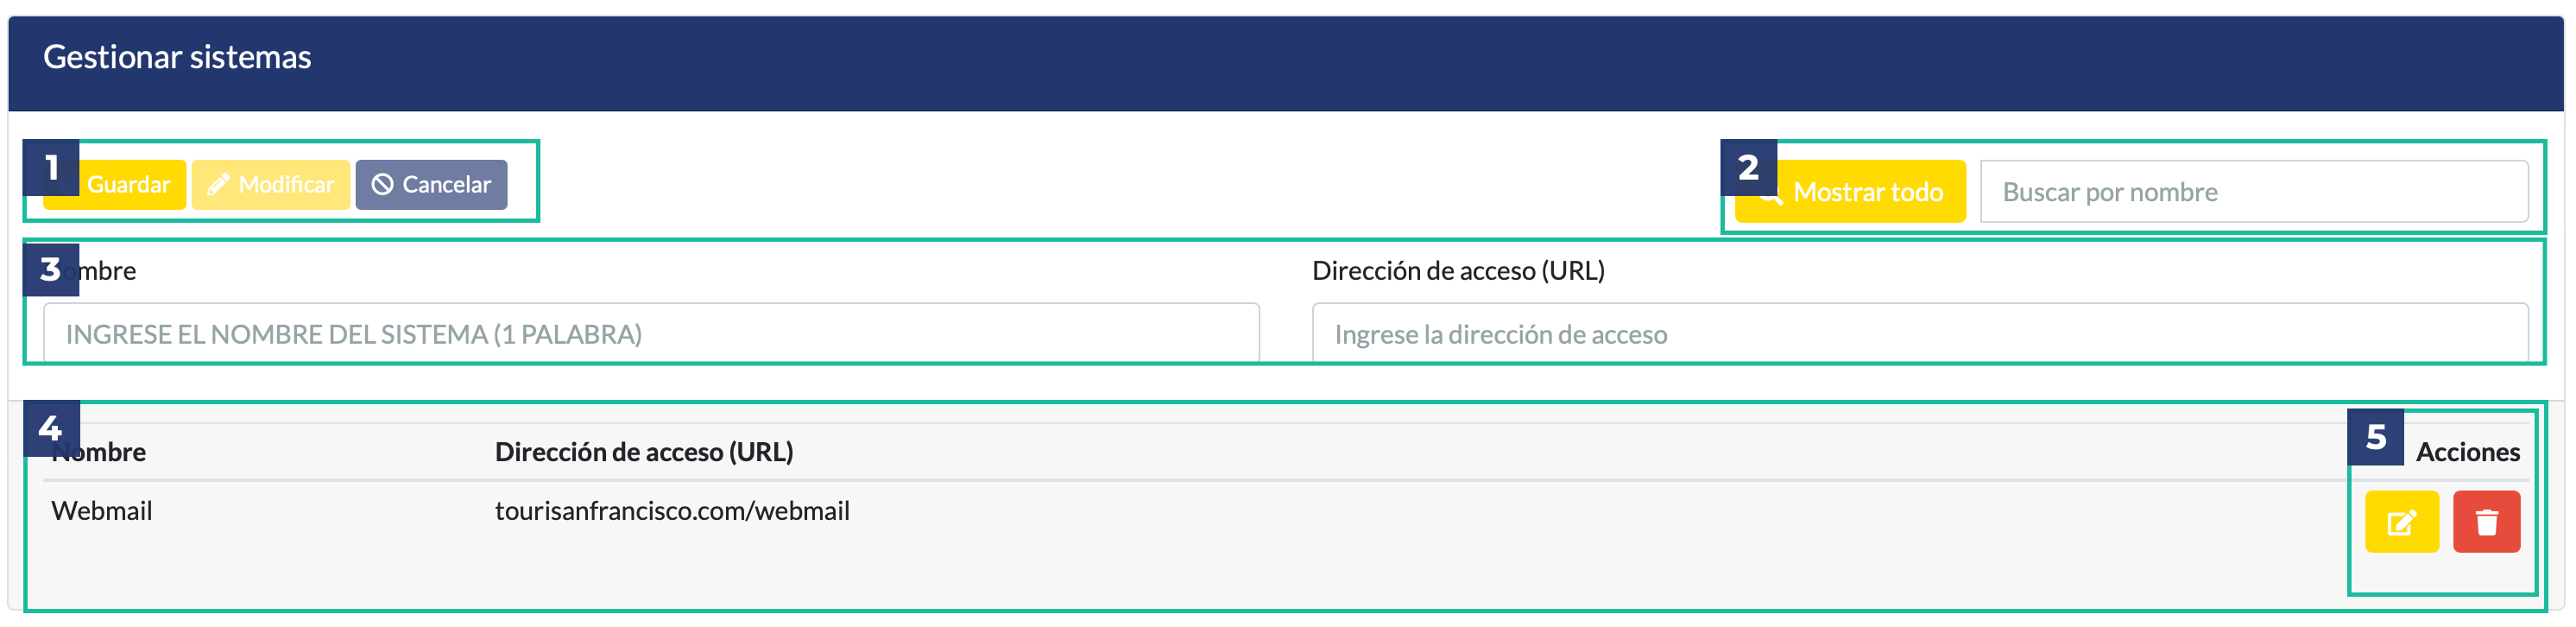 Gestionar sistemas
1 Guardar Modificar Cancelar
2 Mostrar todo Buscar por nombre
3 ombre Dirección de acceso (URL)
INGRESE EL NOMBRE DEL SISTEMA (1 PALABRA) Ingrese la dirección de acceso
4 5
Nombre Dirección de acceso (URL) Acciones
Webmail tourisanfrancisco.com/webmail